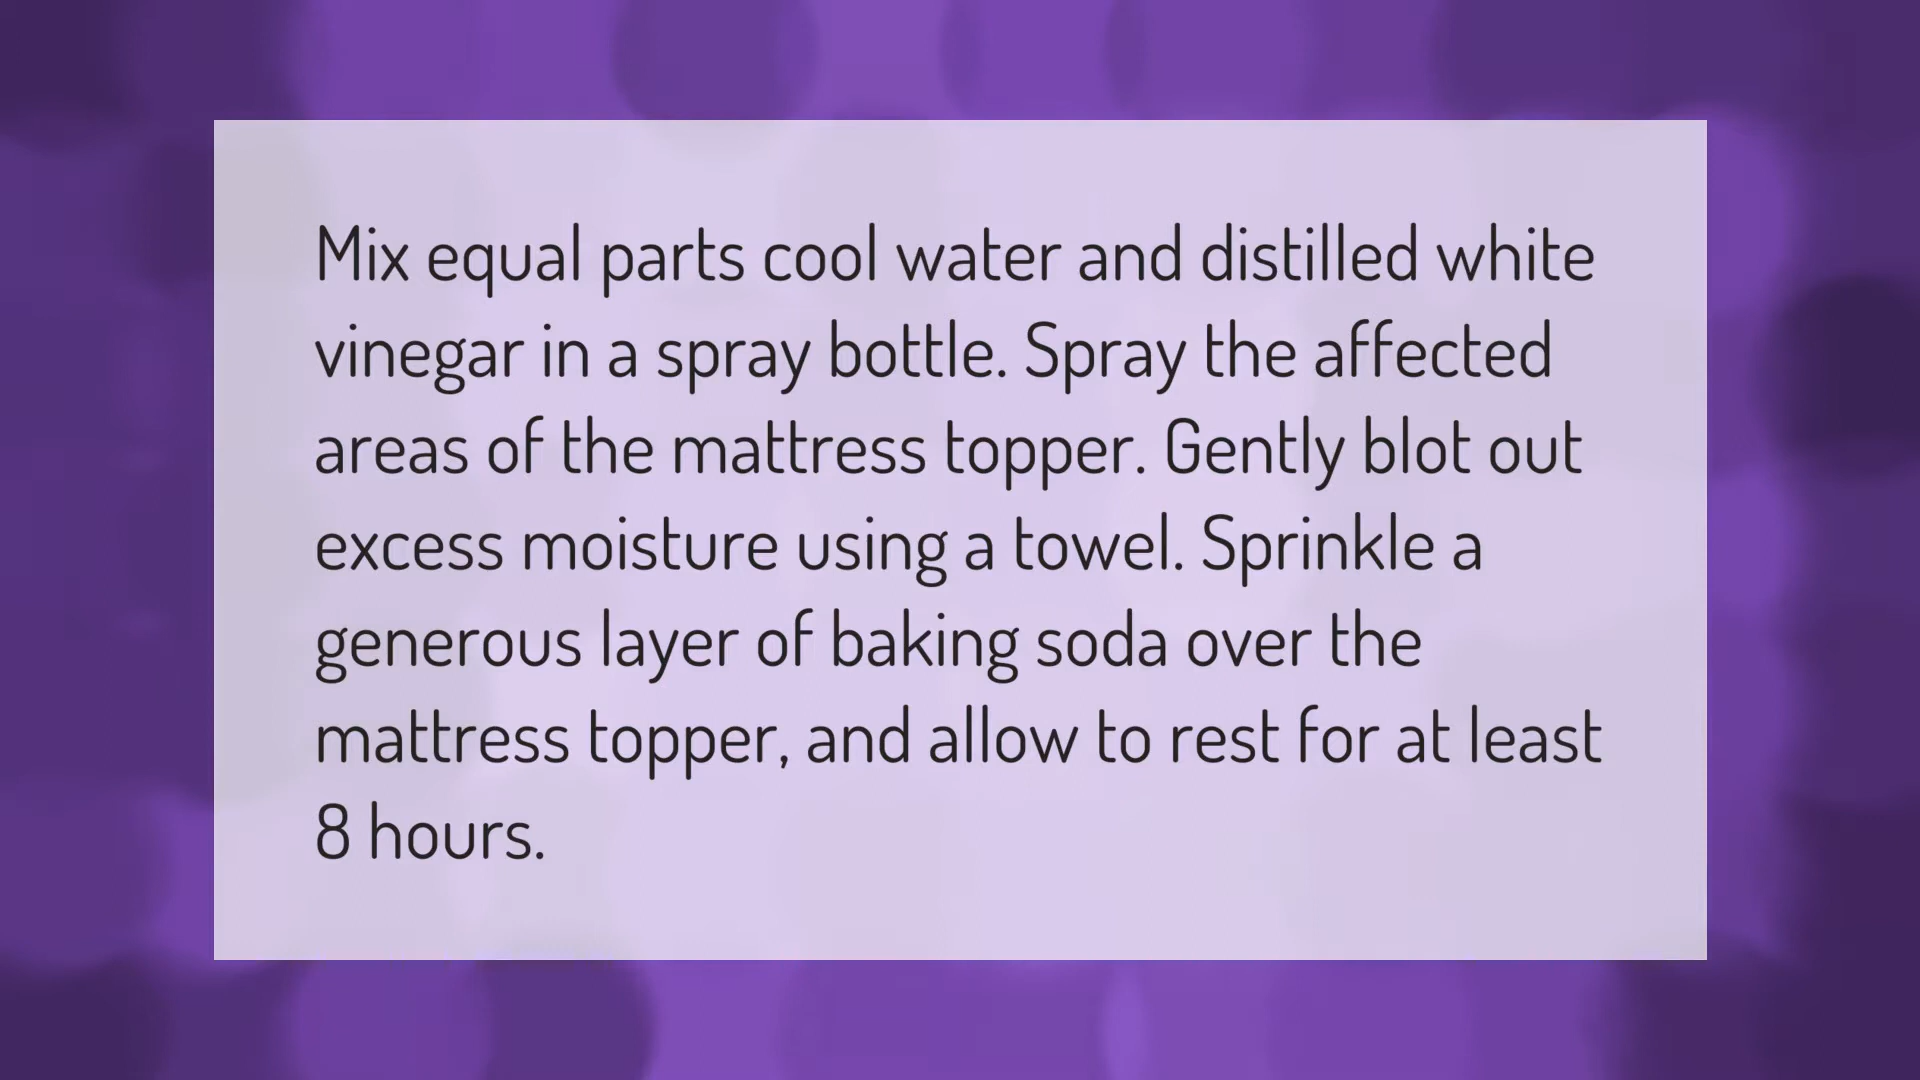 Mix equal parts cool water and distilled white
vinegar in a spray bottle. Spray the affected
areas of the mattress topper. Gently blot out
excess moisture using a towel. Sprinkle a
generous layer of baking soda over the
mattress topper, and allow to rest for at least
8 hours.